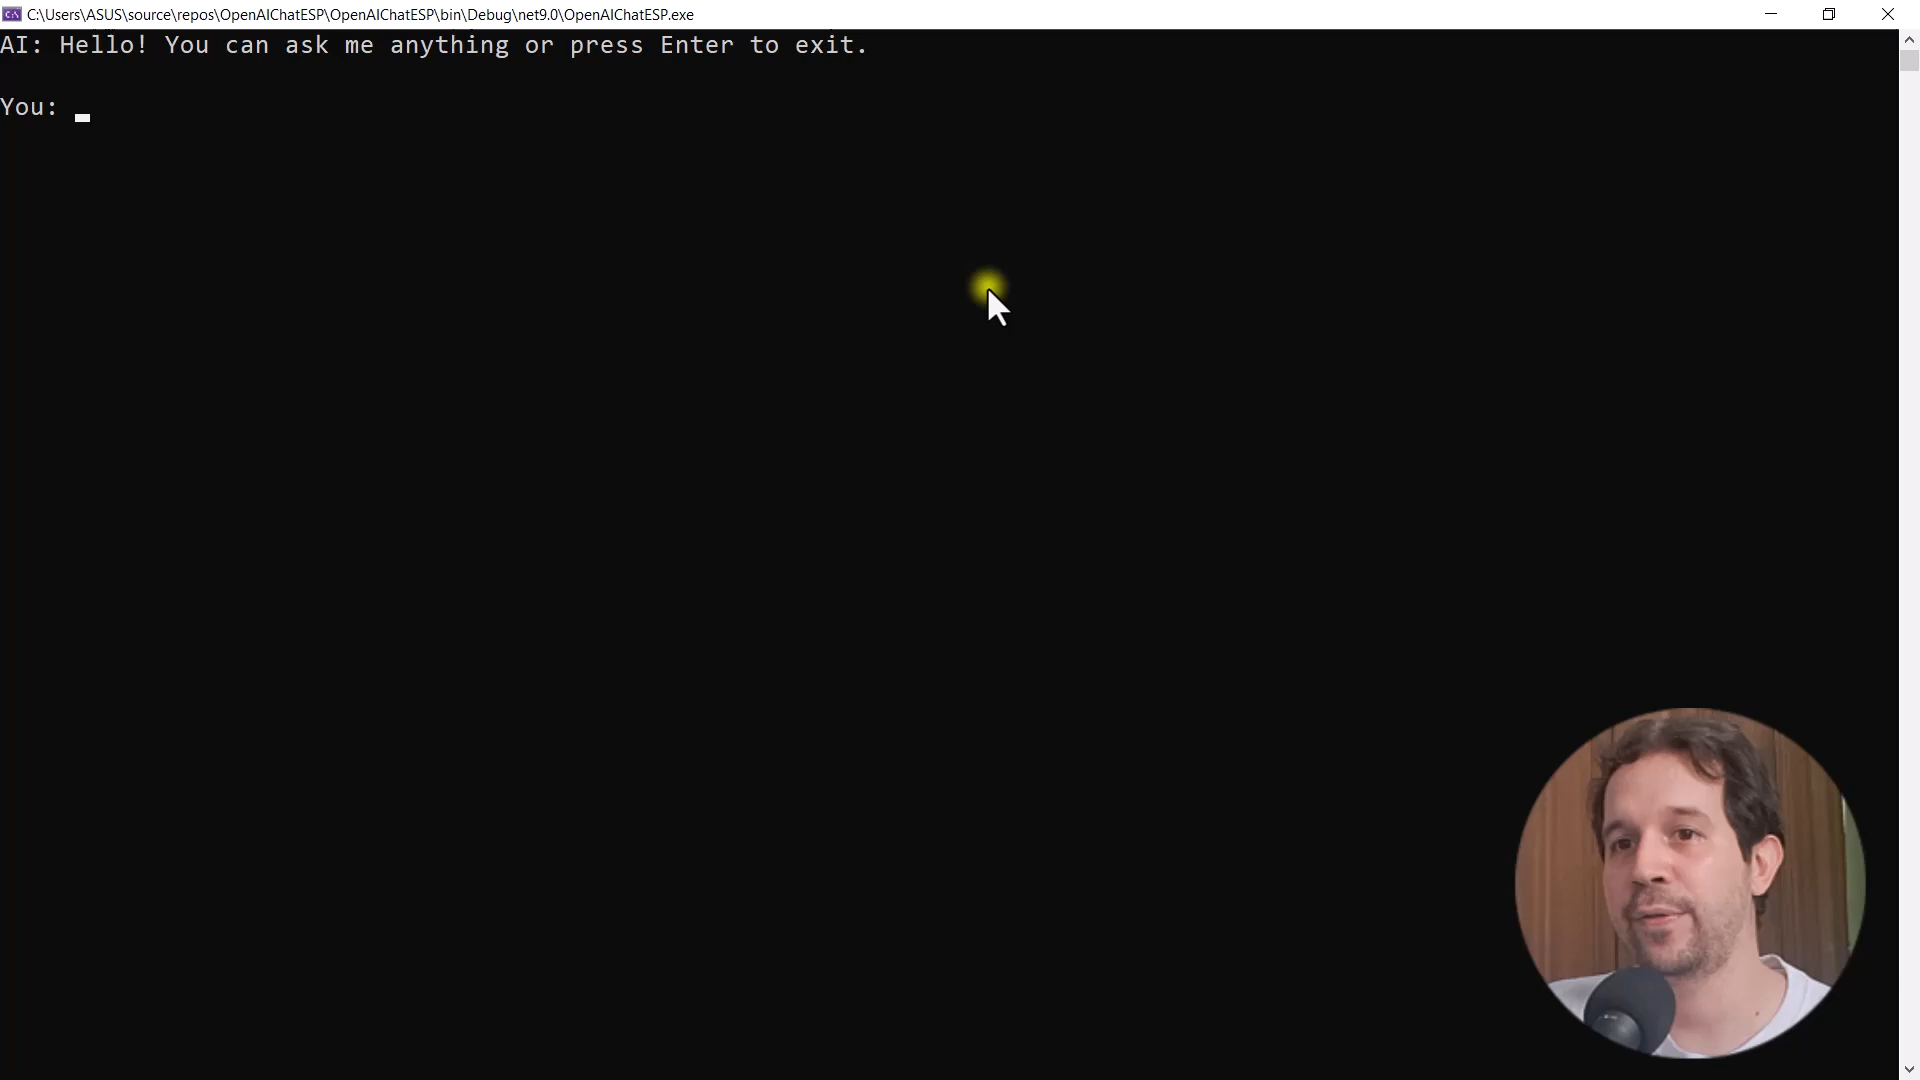 C:\Users\ASUS\source\repos\OpenAIChatESP\OpenAIChatESP\bin\Debug\net9.0\OpenAIChatESP.exe
AI: Hello! You can ask me anything or press Enter to exit.
You: